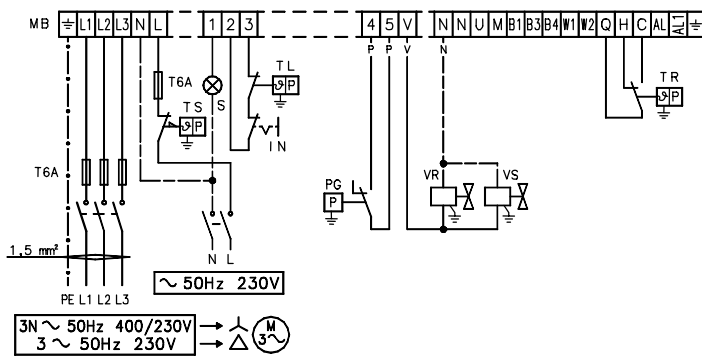 MB L1 L2 L3 N L 1 2 3 4 5 V N N U M B1 B3 B4 W1 W2 Q H C AL AL1
P P V N
T6A
TS
ϑ P
S
TL
ϑ P
IN
TR
ϑ P
T6A
PG
P
VR
VS
1,5 mm²
N L
PE L1 L2 L3
∼ 50Hz 230V
3N ∼ 50Hz 400/230V
3 ∼ 50Hz 230V
M
3∼